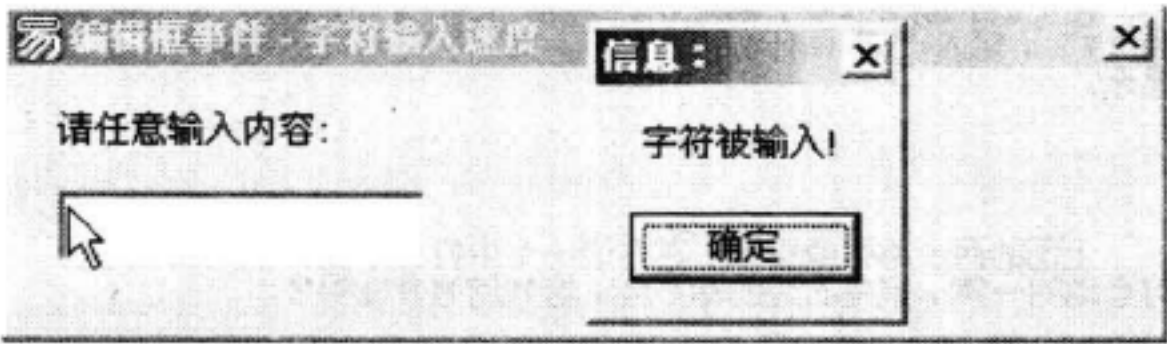 易 编辑框事件-字符输入速度
信息：
请任意输入内容：
字符被输入！
确定